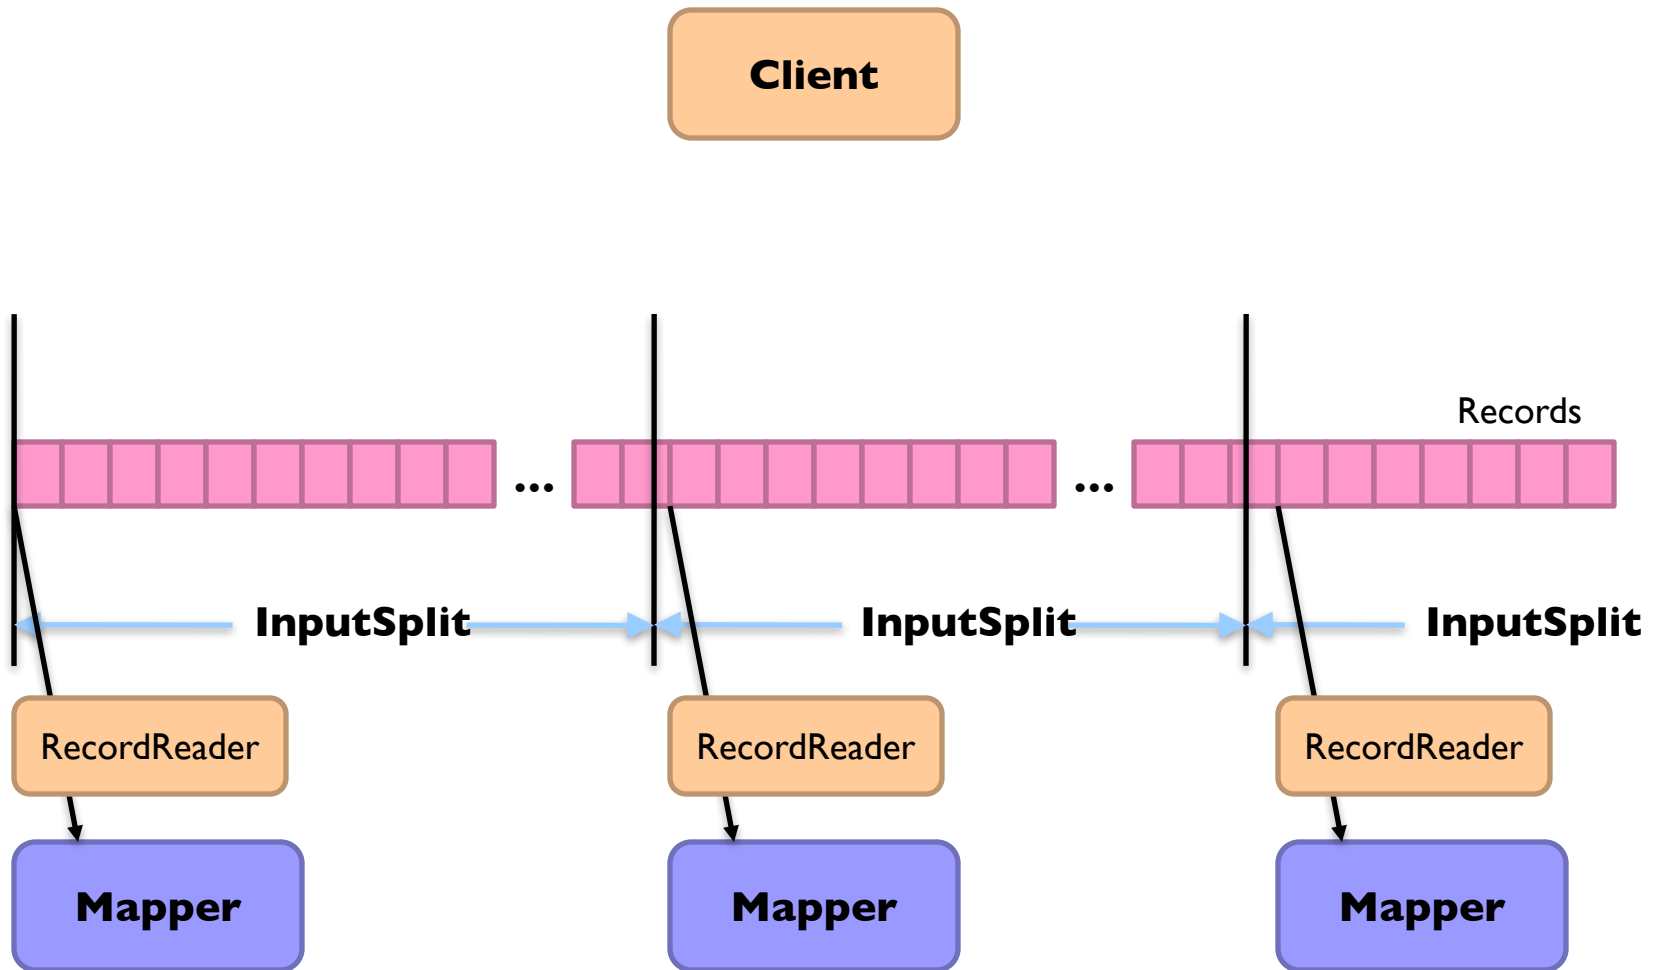 Client
Records
...
...
InputSplit
InputSplit
InputSplit
RecordReader
RecordReader
RecordReader
Mapper
Mapper
Mapper